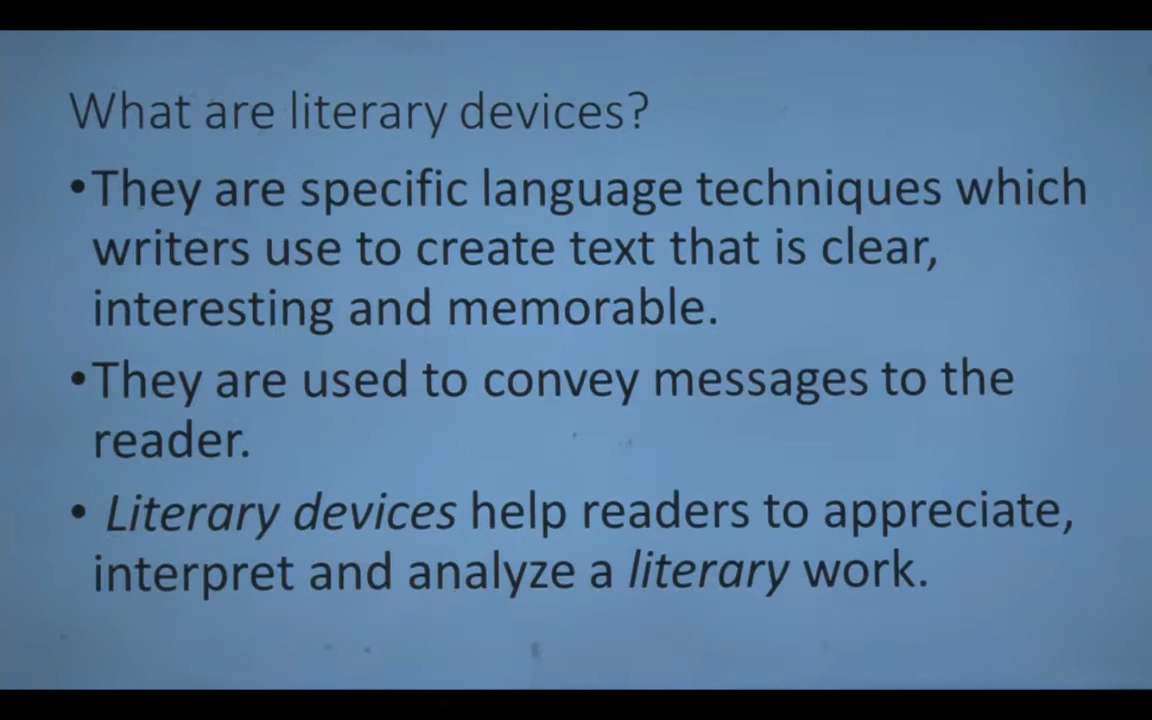 What are literary devices?
•They are specific language techniques which
writers use to create text that is clear,
interesting and memorable.
•They are used to convey messages to the
reader.
• Literary devices help readers to appreciate,
interpret and analyze a literary work.